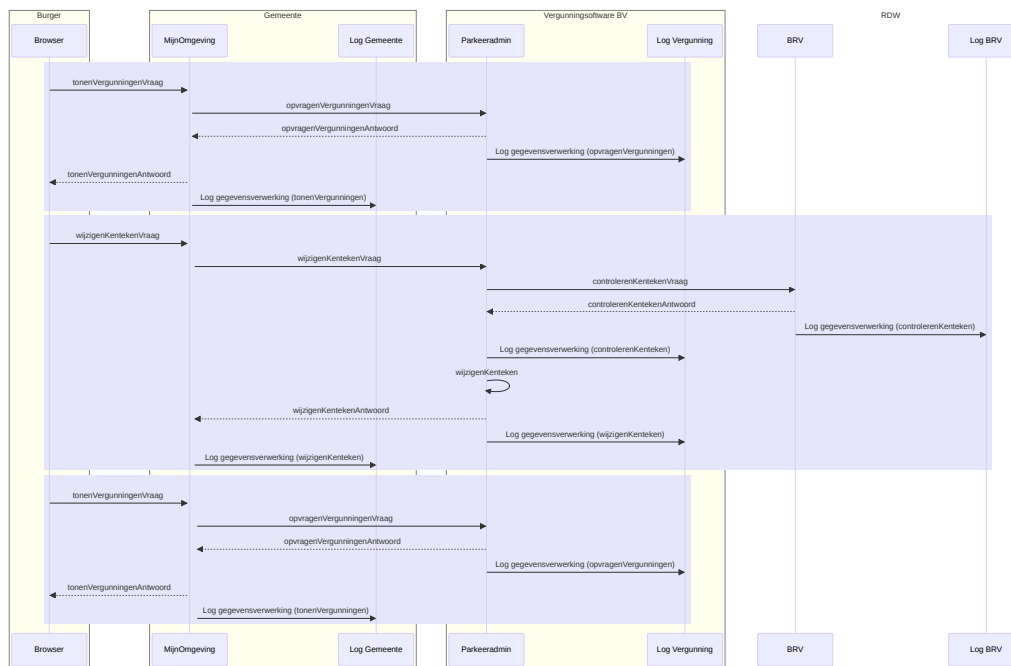 Burger
Gemeente
Vergunningsoftware BV
RDW
Browser
MijnOmgeving
Log Gemeente
Parkeeradmin
Log Vergunning
BRV
Log BRV
tonenVergunningenVraag
opvragenVergunningenVraag
opvragenVergunningenAntwoord
Log gegevensverwerking (opvragenVergunningen)
tonenVergunningenAntwoord
Log gegevensverwerking (tonenVergunningen)
wijzigenKentekenVraag
wijzigenKentekenVraag
controlerenKentekenVraag
controlerenKentekenAntwoord
Log gegevensverwerking (controlerenKenteken)
Log gegevensverwerking (controlerenKenteken)
wijzigenKenteken
wijzigenKentekenAntwoord
Log gegevensverwerking (wijzigenKenteken)
Log gegevensverwerking (wijzigenKenteken)
tonenVergunningenVraag
opvragenVergunningenVraag
opvragenVergunningenAntwoord
Log gegevensverwerking (opvragenVergunningen)
tonenVergunningenAntwoord
Log gegevensverwerking (tonenVergunningen)
Browser
MijnOmgeving
Log Gemeente
Parkeeradmin
Log Vergunning
BRV
Log BRV